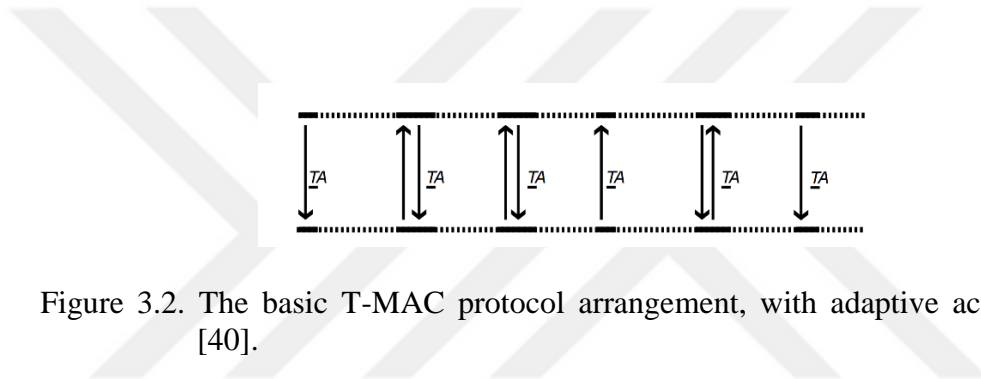 TA TA TA TA TA TA
Figure 3.2. The basic T-MAC protocol arrangement, with adaptive ac
[40].